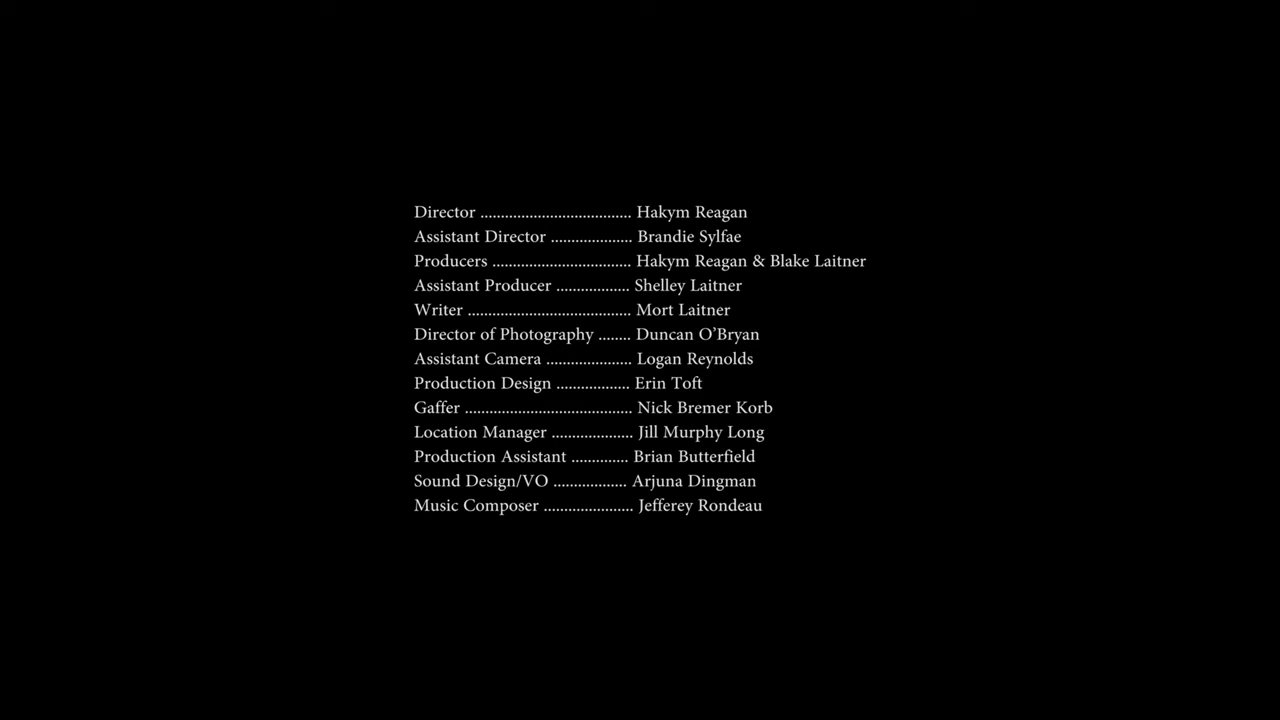 Director ..................................... Hakym Reagan
Assistant Director .................... Brandie Sylfae
Producers .................................. Hakym Reagan & Blake Laitner
Assistant Producer .................. Shelley Laitner
Writer ........................................ Mort Laitner
Director of Photography ........ Duncan O’Bryan
Assistant Camera ..................... Logan Reynolds
Production Design .................. Erin Toft
Gaffer ......................................... Nick Bremer Korb
Location Manager .................... Jill Murphy Long
Production Assistant .............. Brian Butterfield
Sound Design/VO .................. Arjuna Dingman
Music Composer ...................... Jefferey Rondeau